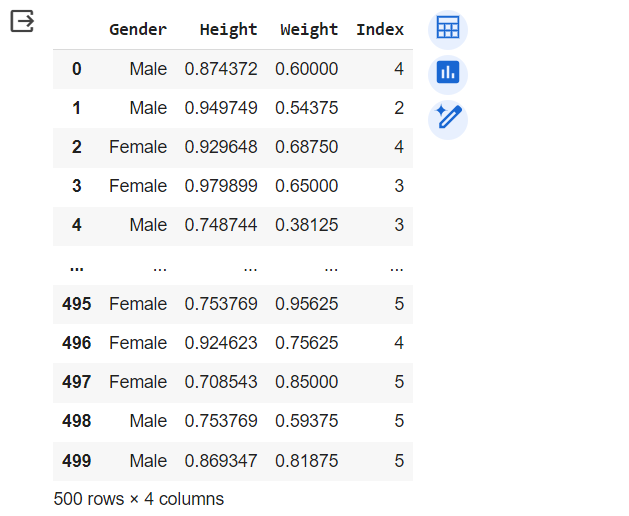 Gender Height Weight Index
0 Male 0.874372 0.60000 4
1 Male 0.949749 0.54375 2
2 Female 0.929648 0.68750 4
3 Female 0.979899 0.65000 3
4 Male 0.748744 0.38125 3
... ... ... ... ...
495 Female 0.753769 0.95625 5
496 Female 0.924623 0.75625 4
497 Female 0.708543 0.85000 5
498 Male 0.753769 0.59375 5
499 Male 0.869347 0.81875 5
500 rows × 4 columns